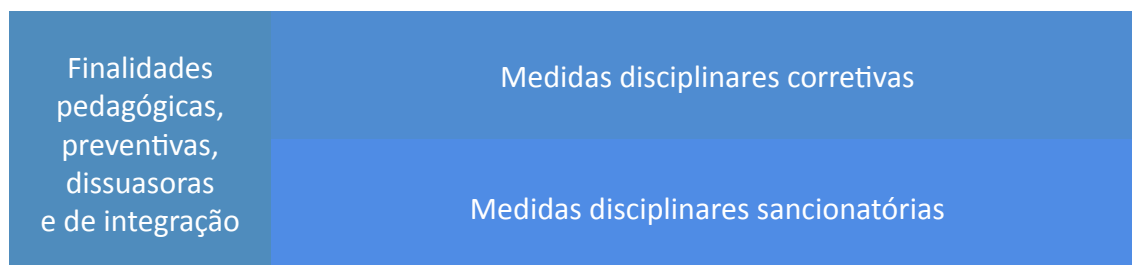 Finalidades
pedagógicas,
preventivas,
dissuasoras
e de integração
Medidas disciplinares corretivas
Medidas disciplinares sancionatórias